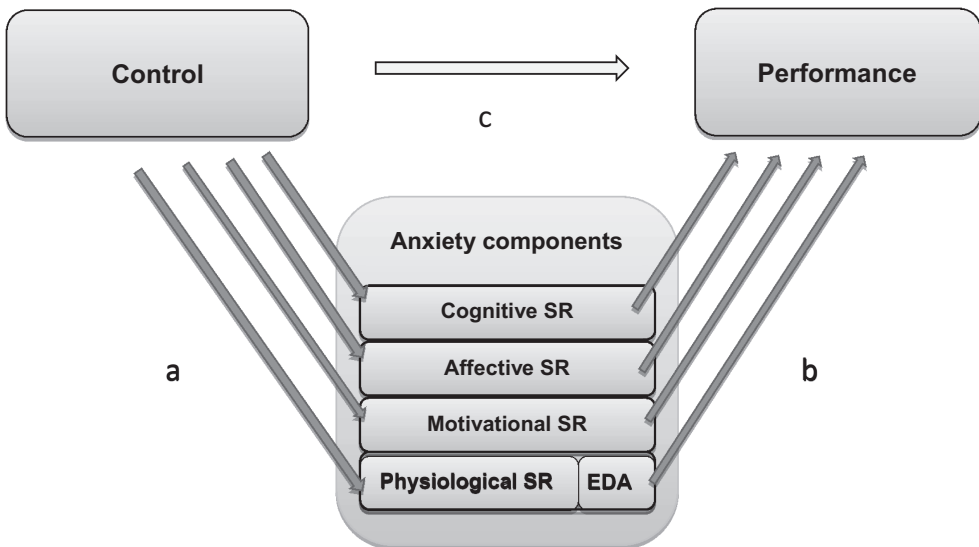 Control
Performance
c
Anxiety components
Cognitive SR
Affective SR
a
b
Motivational SR
Physiological SR EDA